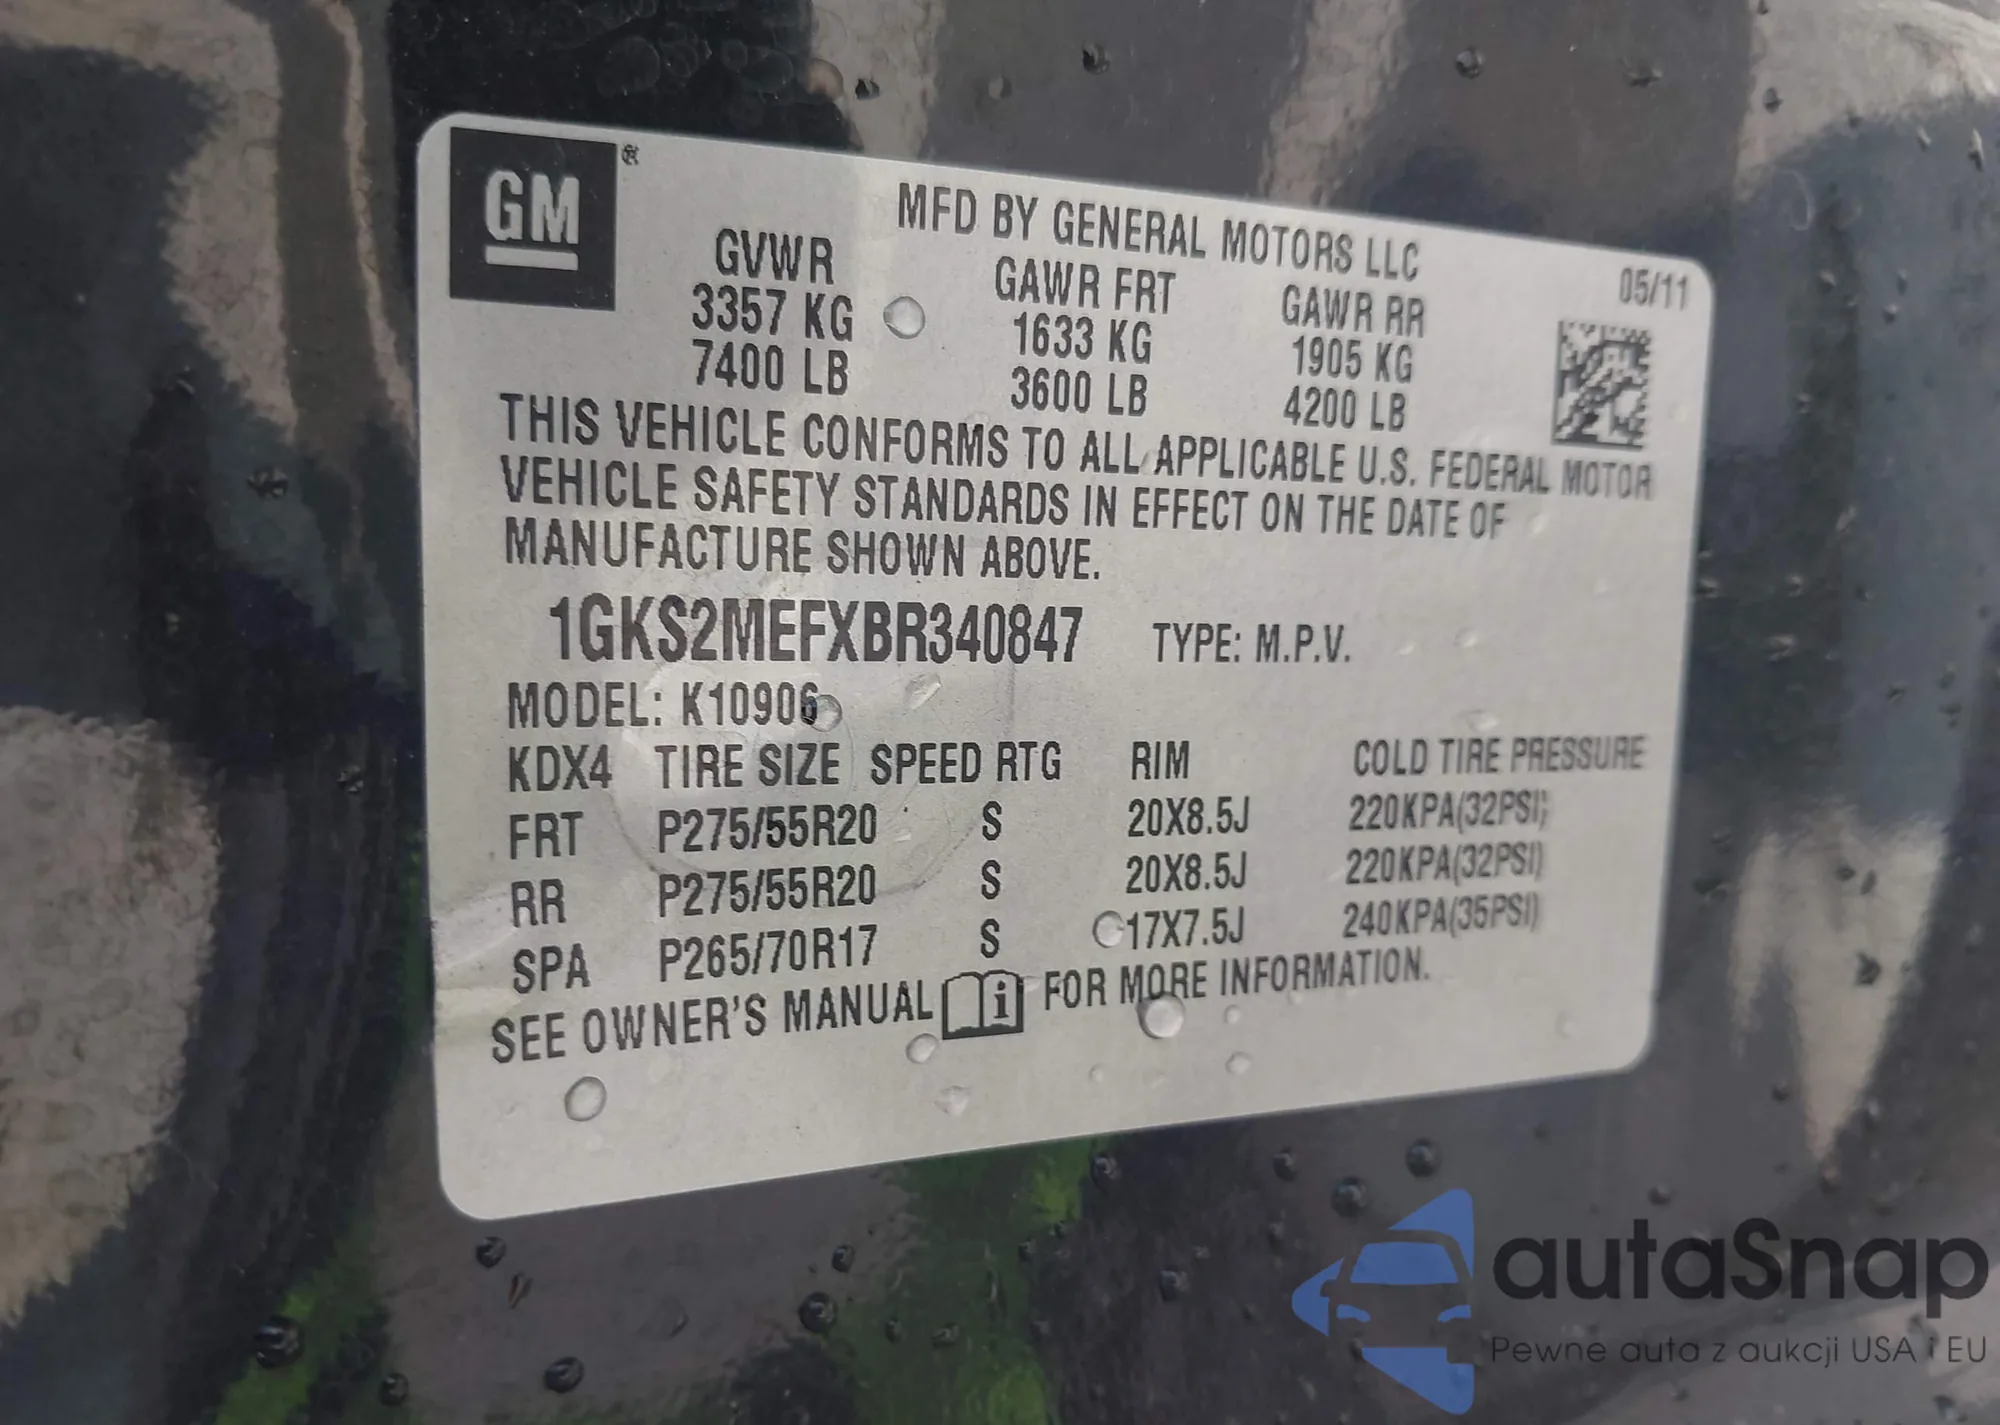 GM®
MFD BY GENERAL MOTORS LLC
05/11
GVWR GAWR FRT GAWR RR
3357 KG 1633 KG 1905 KG
7400 LB 3600 LB 4200 LB
THIS VEHICLE CONFORMS TO ALL APPLICABLE U.S. FEDERAL MOTOR
VEHICLE SAFETY STANDARDS IN EFFECT ON THE DATE OF
MANUFACTURE SHOWN ABOVE.
1GKS2MEFXBR340847 TYPE: M.P.V.
MODEL: K10906
KDX4 TIRE SIZE SPEED RTG RIM COLD TIRE PRESSURE
FRT P275/55R20 S 20X8.5J 220KPA(32PSI)
RR P275/55R20 S 20X8.5J 220KPA(32PSI)
SPA P265/70R17 S 17X7.5J 240KPA(35PSI)
SEE OWNER'S MANUAL i FOR MORE INFORMATION.
autaSnap
Pewne auta z aukcji USA i EU